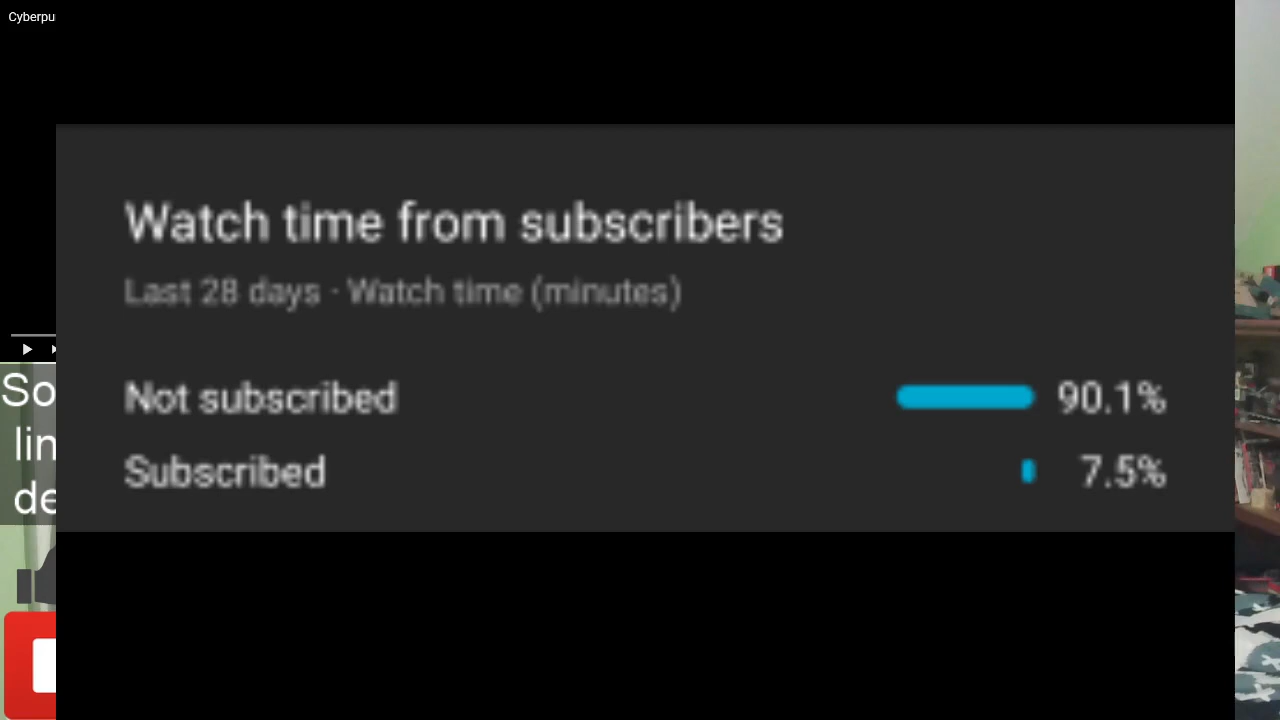 Cyberpu
Watch time from subscribers
Last 28 days · Watch time (minutes)
Not subscribed 90.1%
Subscribed 7.5%
So
lin
de